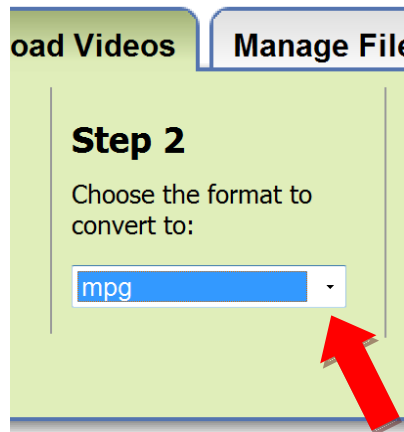 oad Videos
Manage File
Step 2
Choose the format to
convert to:
mpg